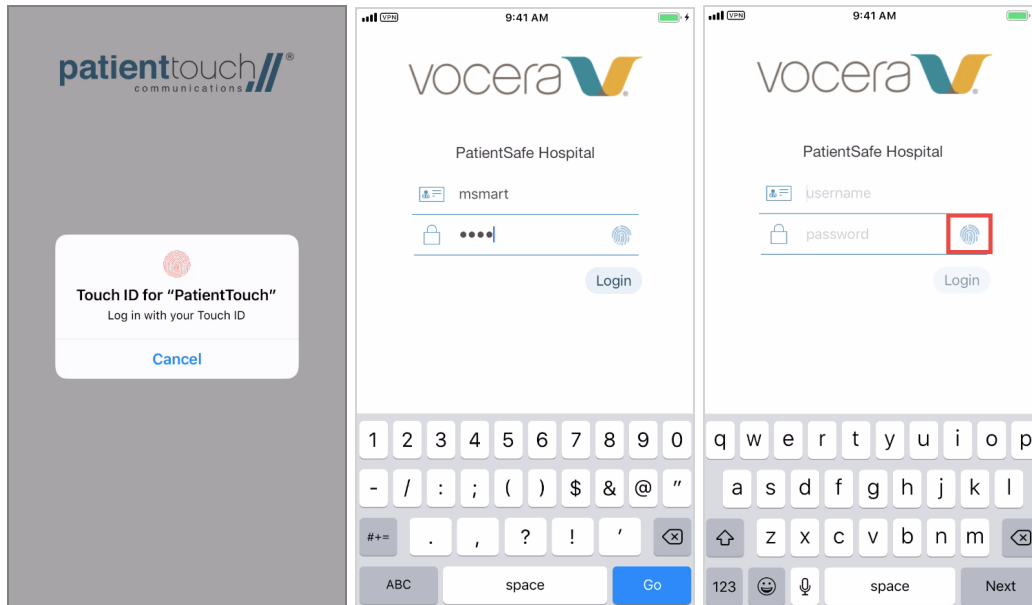 patienttouch®
communications
Touch ID for “PatientTouch”
Log in with your Touch ID
Cancel
VPN 9:41 AM
vocera
PatientSafe Hospital
msmart
••••
Login
1 2 3 4 5 6 7 8 9 0
- / : ; ( ) $ & @ "
#+= . , ? ! '
ABC space Go
VPN 9:41 AM
vocera
PatientSafe Hospital
username
password
Login
q w e r t y u i o p
a s d f g h j k l
z x c v b n m
123 space Next